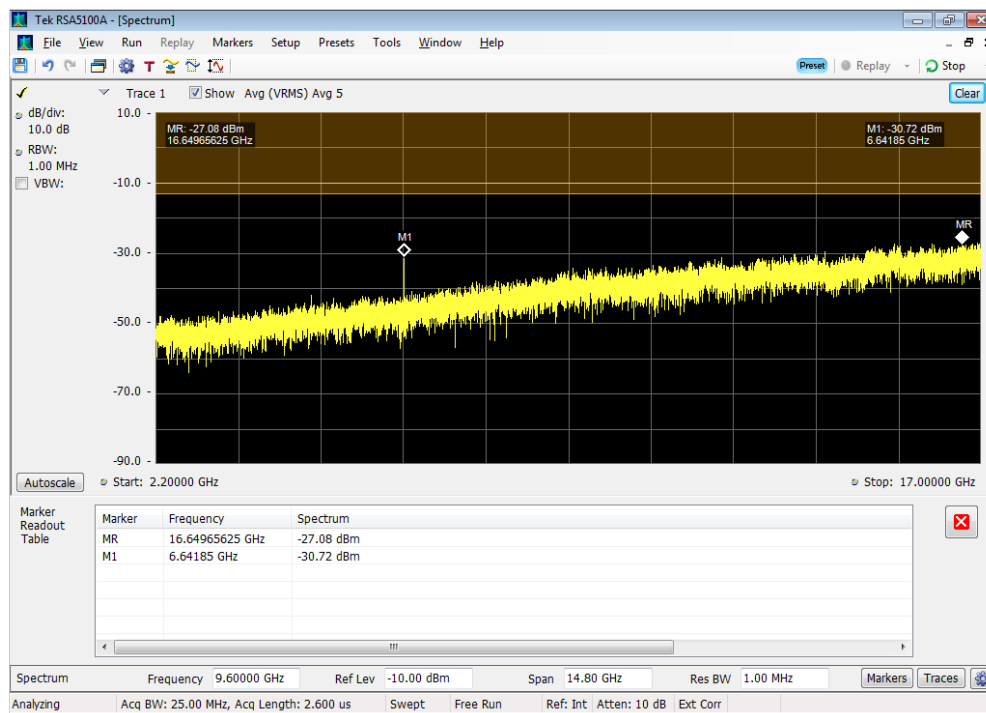 Tek RSA5100A - [Spectrum]
File View Run Replay Markers Setup Presets Tools Window Help
T Preset Replay Stop
Trace 1 Show Avg (VRMS) Avg 5 Clear
dB/div:
10.0 dB
RBW:
1.00 MHz
VBW:
10.0
-10.0
-30.0
-50.0
-70.0
-90.0
MR: -27.08 dBm
16.64965625 GHz
M1: -30.72 dBm
6.64185 GHz
M1
MR
Autoscale Start: 2.20000 GHz Stop: 17.00000 GHz
Marker
Readout
Table
Marker Frequency Spectrum
MR 16.64965625 GHz -27.08 dBm
M1 6.64185 GHz -30.72 dBm
Spectrum Frequency 9.60000 GHz Ref Lev -10.00 dBm Span 14.80 GHz Res BW 1.00 MHz Markers Traces
Analyzing Acq BW: 25.00 MHz, Acq Length: 2.600 us Swept Free Run Ref: Int Atten: 10 dB Ext Corr